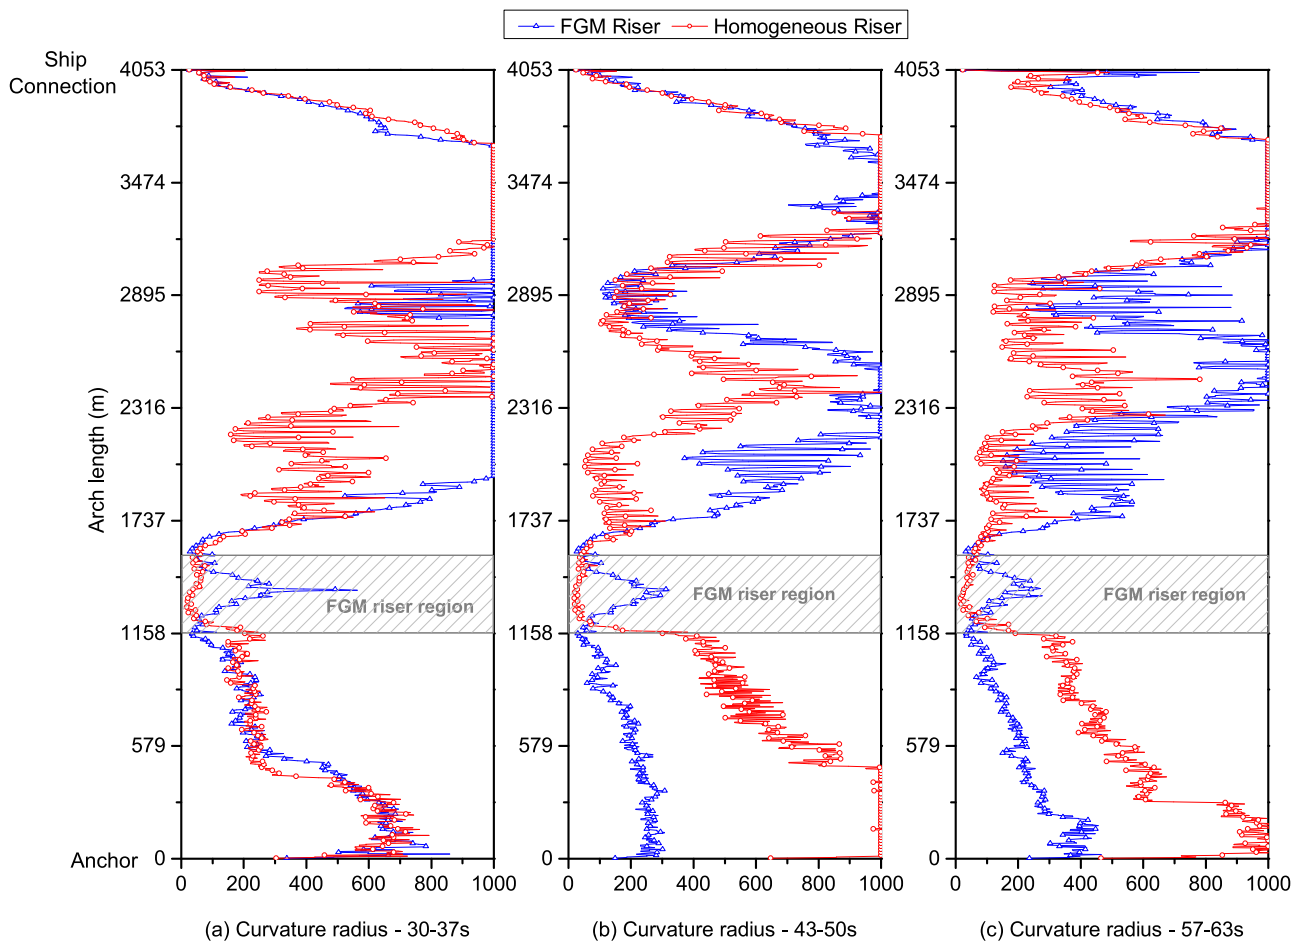 FGM Riser Homogeneous Riser
Ship
Connection
4053 4053 4053
3474 3474 3474
2895 2895 2895
Arch length (m)
2316 2316 2316
1737 1737 1737
FGM riser region FGM riser region FGM riser region
1158 1158 1158
579 579 579
Anchor 0 0 0
0 200 400 600 800 1000 0 200 400 600 800 1000 0 200 400 600 800 1000
(a) Curvature radius - 30-37s (b) Curvature radius - 43-50s (c) Curvature radius - 57-63s